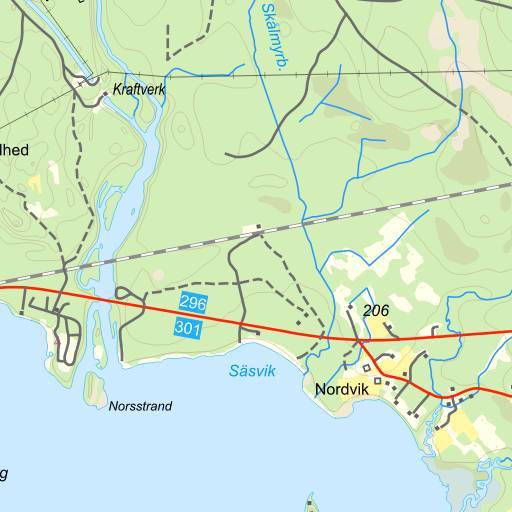 Skålmyrb.
Kraftverk
lhed
296
301
206
Säsvik
Nordvik
Norsstrand
g